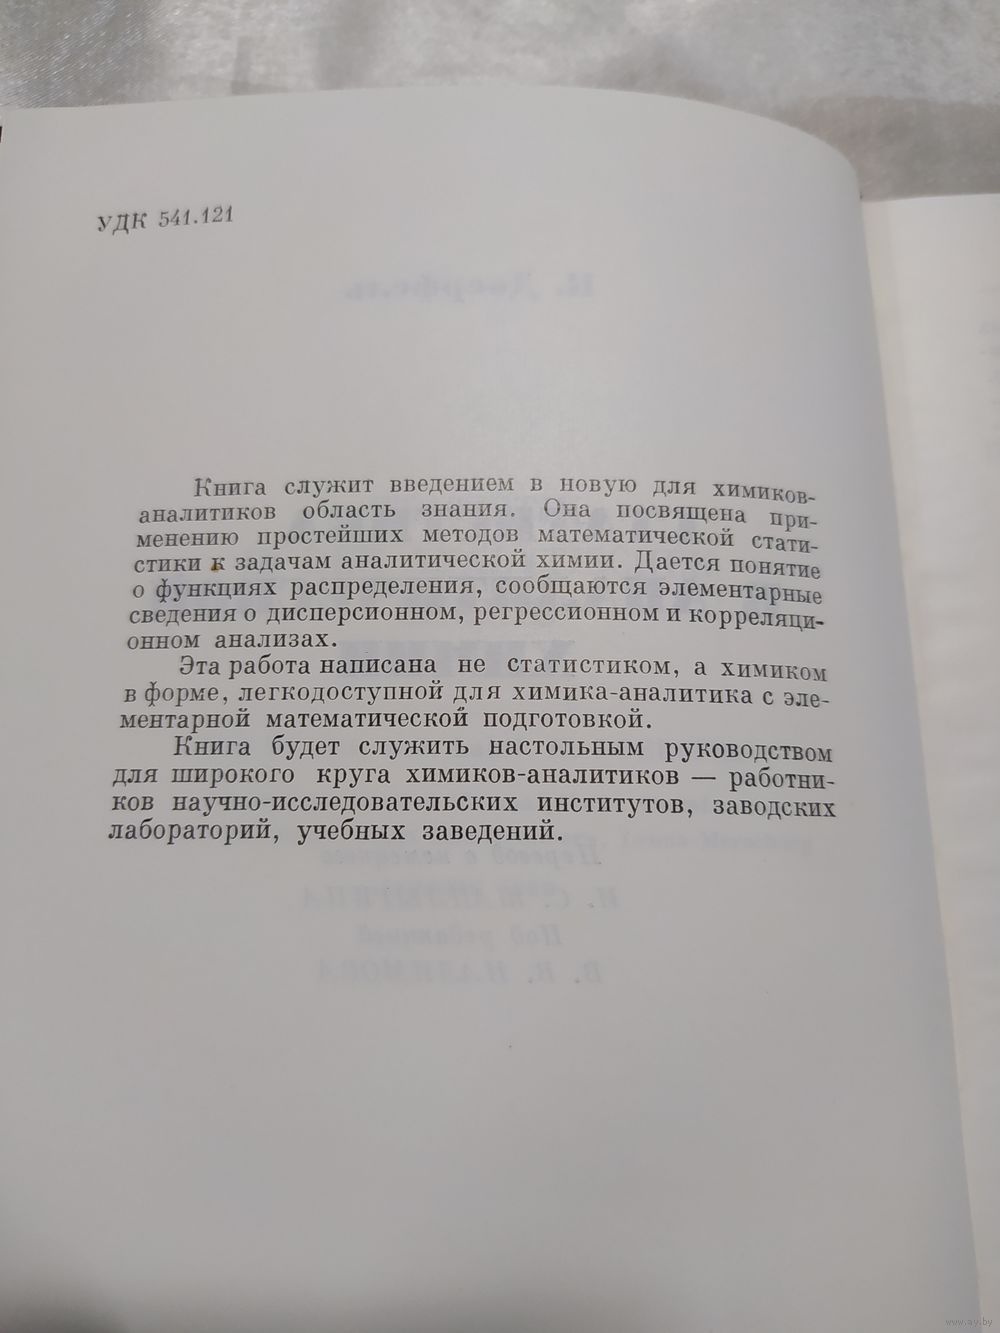 УДК 541.121
Книга служит введением в новую для химиков-
аналитиков область знания. Она посвящена при-
менению простейших методов математической стати-
стики к задачам аналитической химии. Дается понятие
о функциях распределения, сообщаются элементарные
сведения о дисперсионном, регрессионном и корреляци-
онном анализах.
Эта работа написана не статистиком, а химиком
в форме, легкодоступной для химика-аналитика с эле-
ментарной математической подготовкой.
Книга будет служить настольным руководством
для широкого круга химиков-аналитиков — работни-
ков научно-исследовательских институтов, заводских
лабораторий, учебных заведений.
www.ay.by